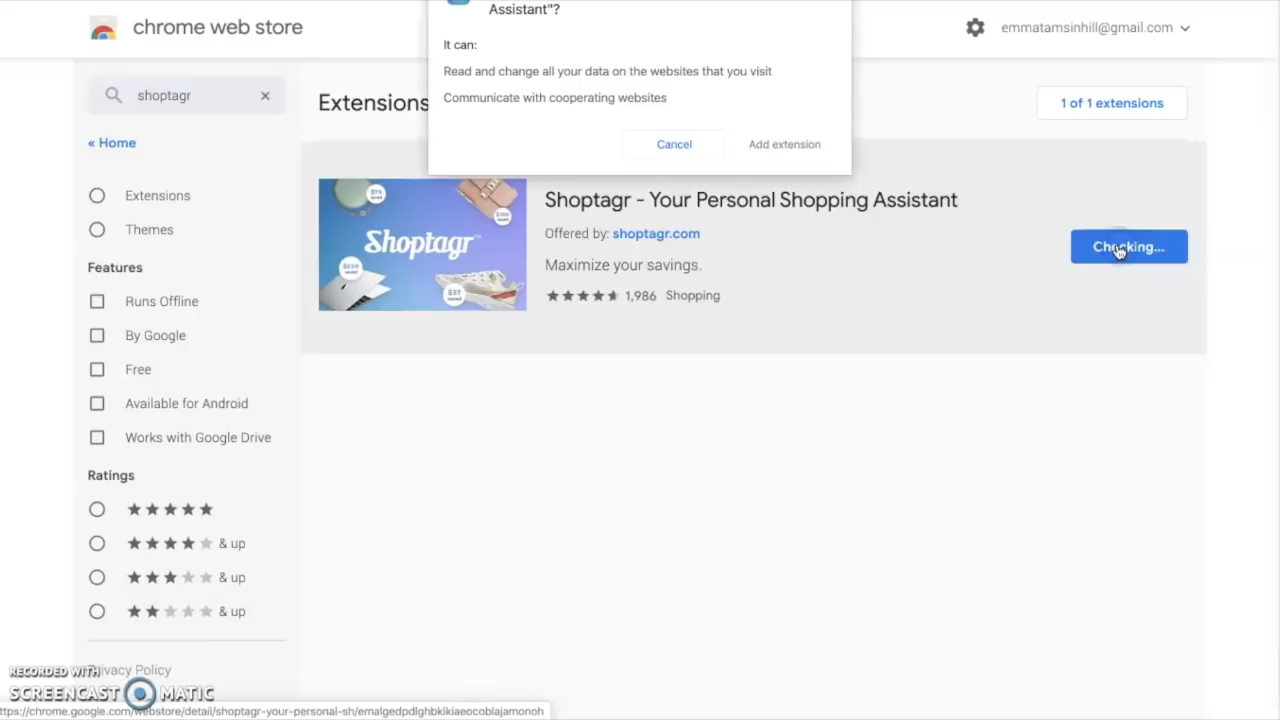 Assistant"?
chrome web store
emmatamsinhill@gmail.com
It can:
Read and change all your data on the websites that you visit
Communicate with cooperating websites
Cancel
Add extension
shoptagr
Extensions
1 of 1 extensions
« Home
Extensions
Themes
Features
Runs Offline
By Google
Free
Available for Android
Works with Google Drive
Ratings
& up
& up
& up
Shoptagr
Shoptagr - Your Personal Shopping Assistant
Offered by: shoptagr.com
Maximize your savings.
1,986 Shopping
Checking...
Privacy Policy
RECORDED WITH
SCREENCAST MATIC
ttps://chrome.google.com/webstore/detail/shoptagr-your-personal-sh/emalgedpdlghbkikiaeocoblajamonoh